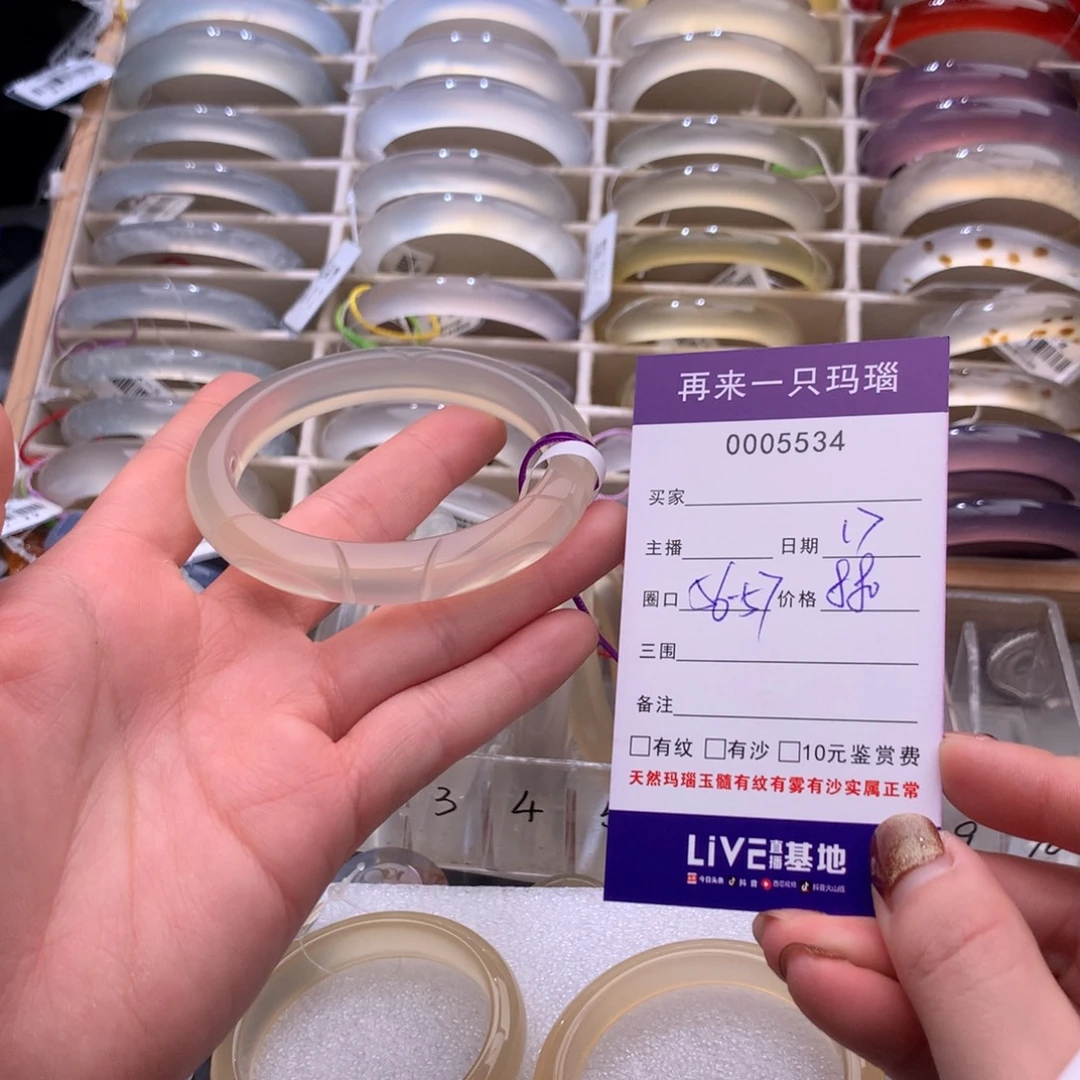 再来一只玛瑙
0005534
买家
主播 日期 17
圈口 56-57 价格 880
三围
备注
□有纹 □有沙 □10元鉴赏费
天然玛瑙玉髓有纹有雾有沙实属正常
LiVE直播基地
今日头条 抖音 西瓜视频 抖音火山版
3 4 9